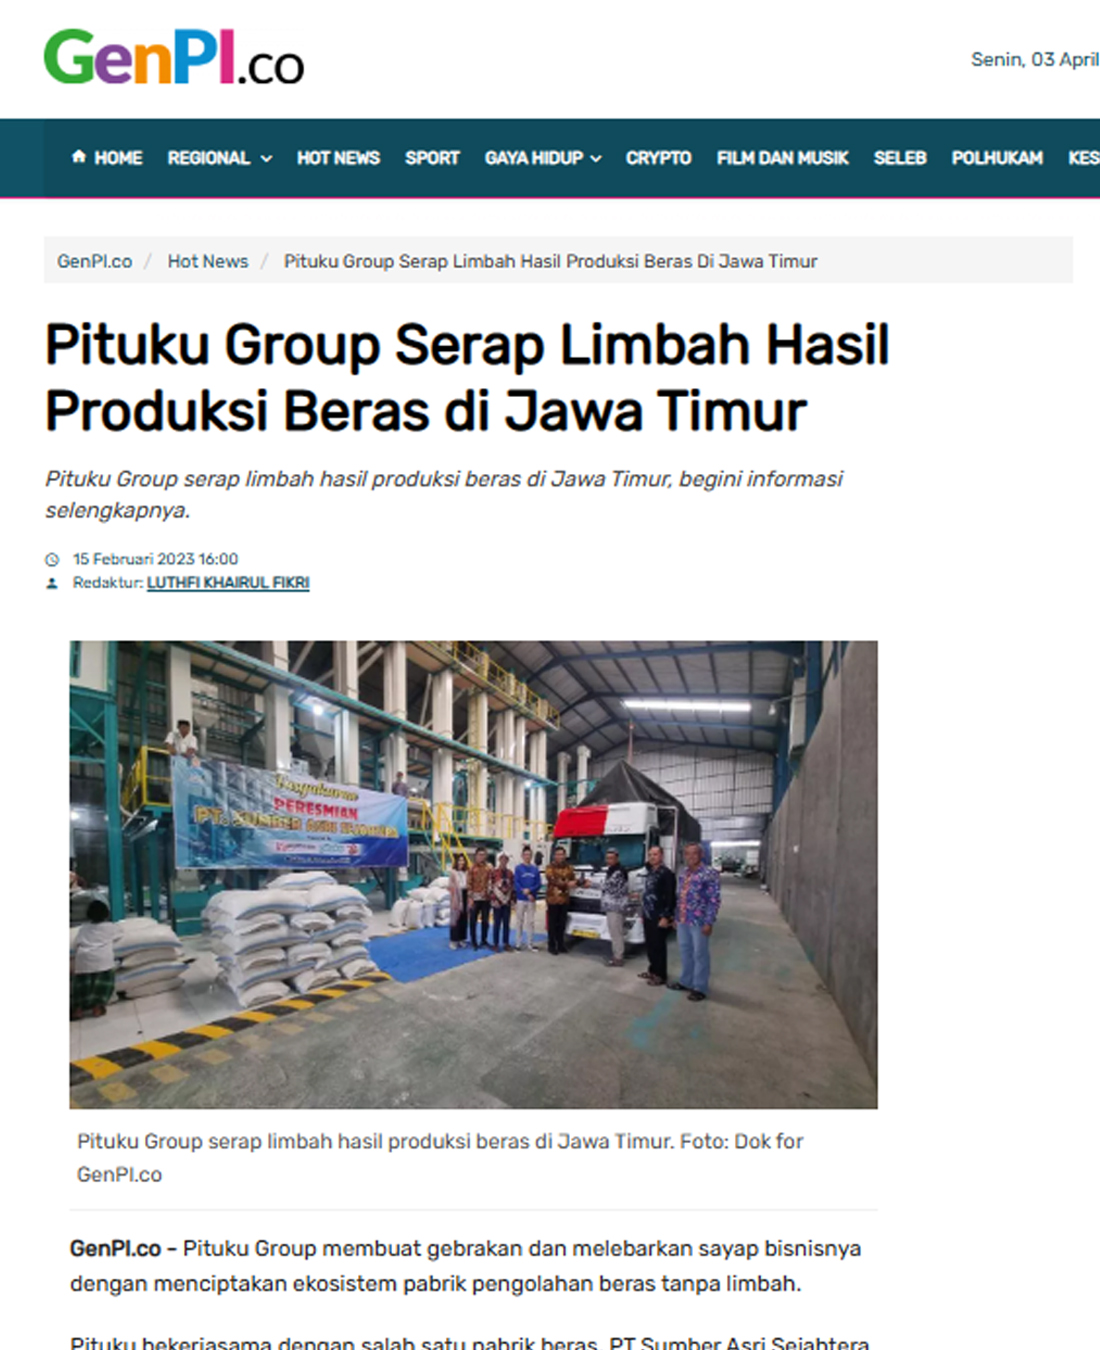 GenPI.co
Senin, 03 April
HOME REGIONAL HOT NEWS SPORT GAYA HIDUP CRYPTO FILM DAN MUSIK SELEB POLHUKAM KES
GenPI.co / Hot News / Pituku Group Serap Limbah Hasil Produksi Beras Di Jawa Timur
Pituku Group Serap Limbah Hasil
Produksi Beras di Jawa Timur
Pituku Group serap limbah hasil produksi beras di Jawa Timur, begini informasi
selengkapnya.
15 Februari 2023 16:00
Redaktur: LUTHFI KHAIRUL FIKRI
PERESMIAN
PT. SUMBER ASRI SEJAHTERA
Pituku Group serap limbah hasil produksi beras di Jawa Timur. Foto: Dok for
GenPI.co
GenPI.co - Pituku Group membuat gebrakan dan melebarkan sayap bisnisnya
dengan menciptakan ekosistem pabrik pengolahan beras tanpa limbah.
Pituku bekerjasama dengan salah satu pabrik beras, PT Sumber Asri Sejahtera